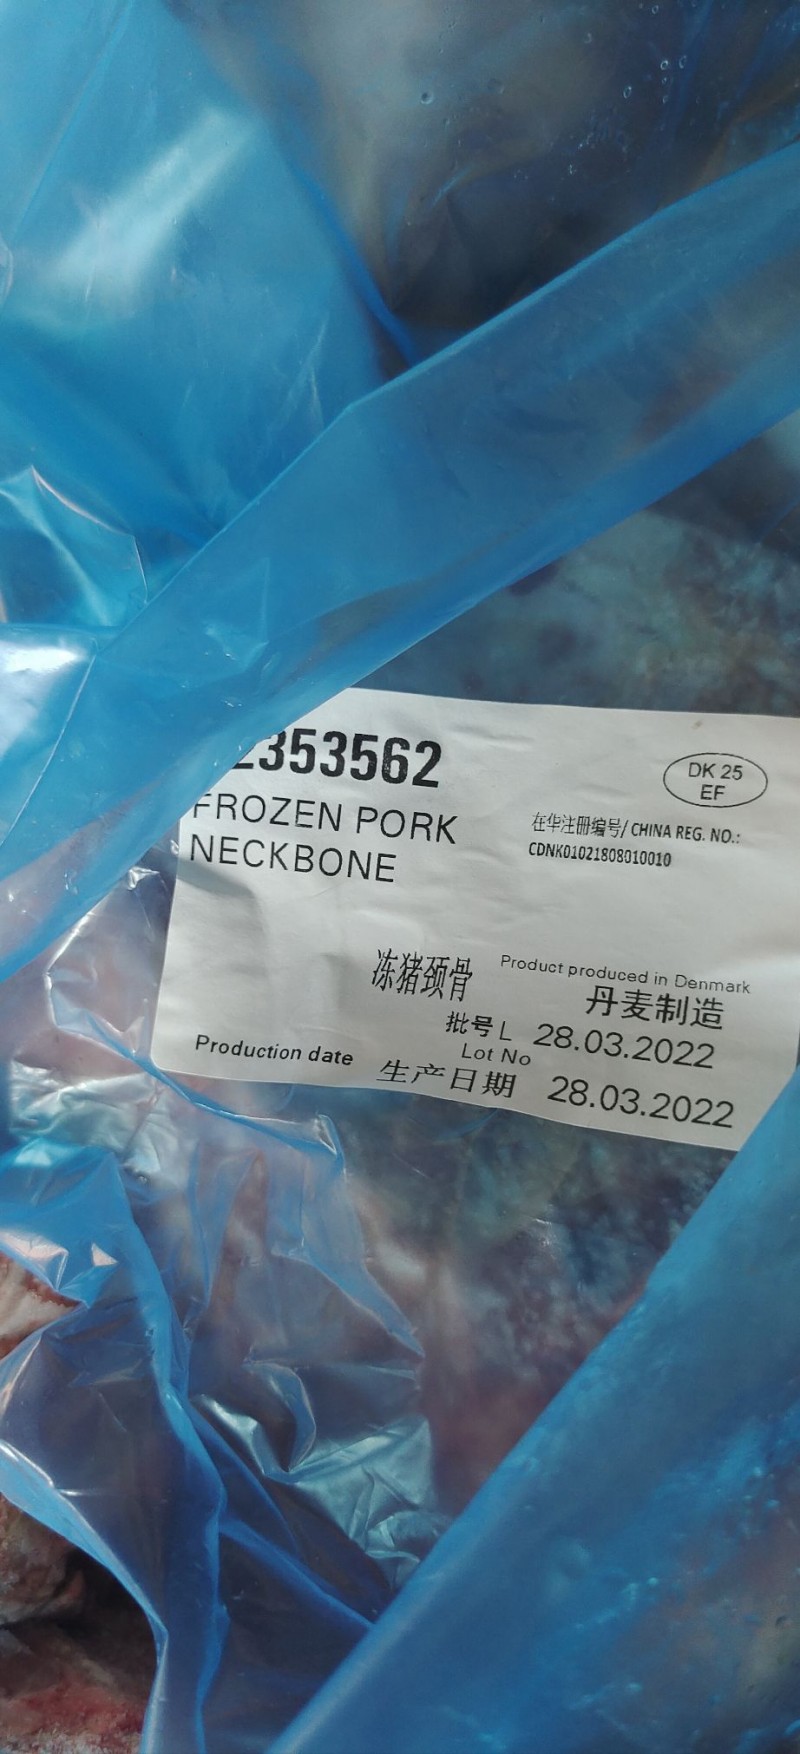 2353562
FROZEN PORK
NECKBONE
DK 25
EF
在华注册编号/ CHINA REG. NO.:
CDNK01021808010010
冻猪颈骨
Product produced in Denmark
丹麦制造
批号 L 28.03.2022
Lot No
Production date 生产日期 28.03.2022